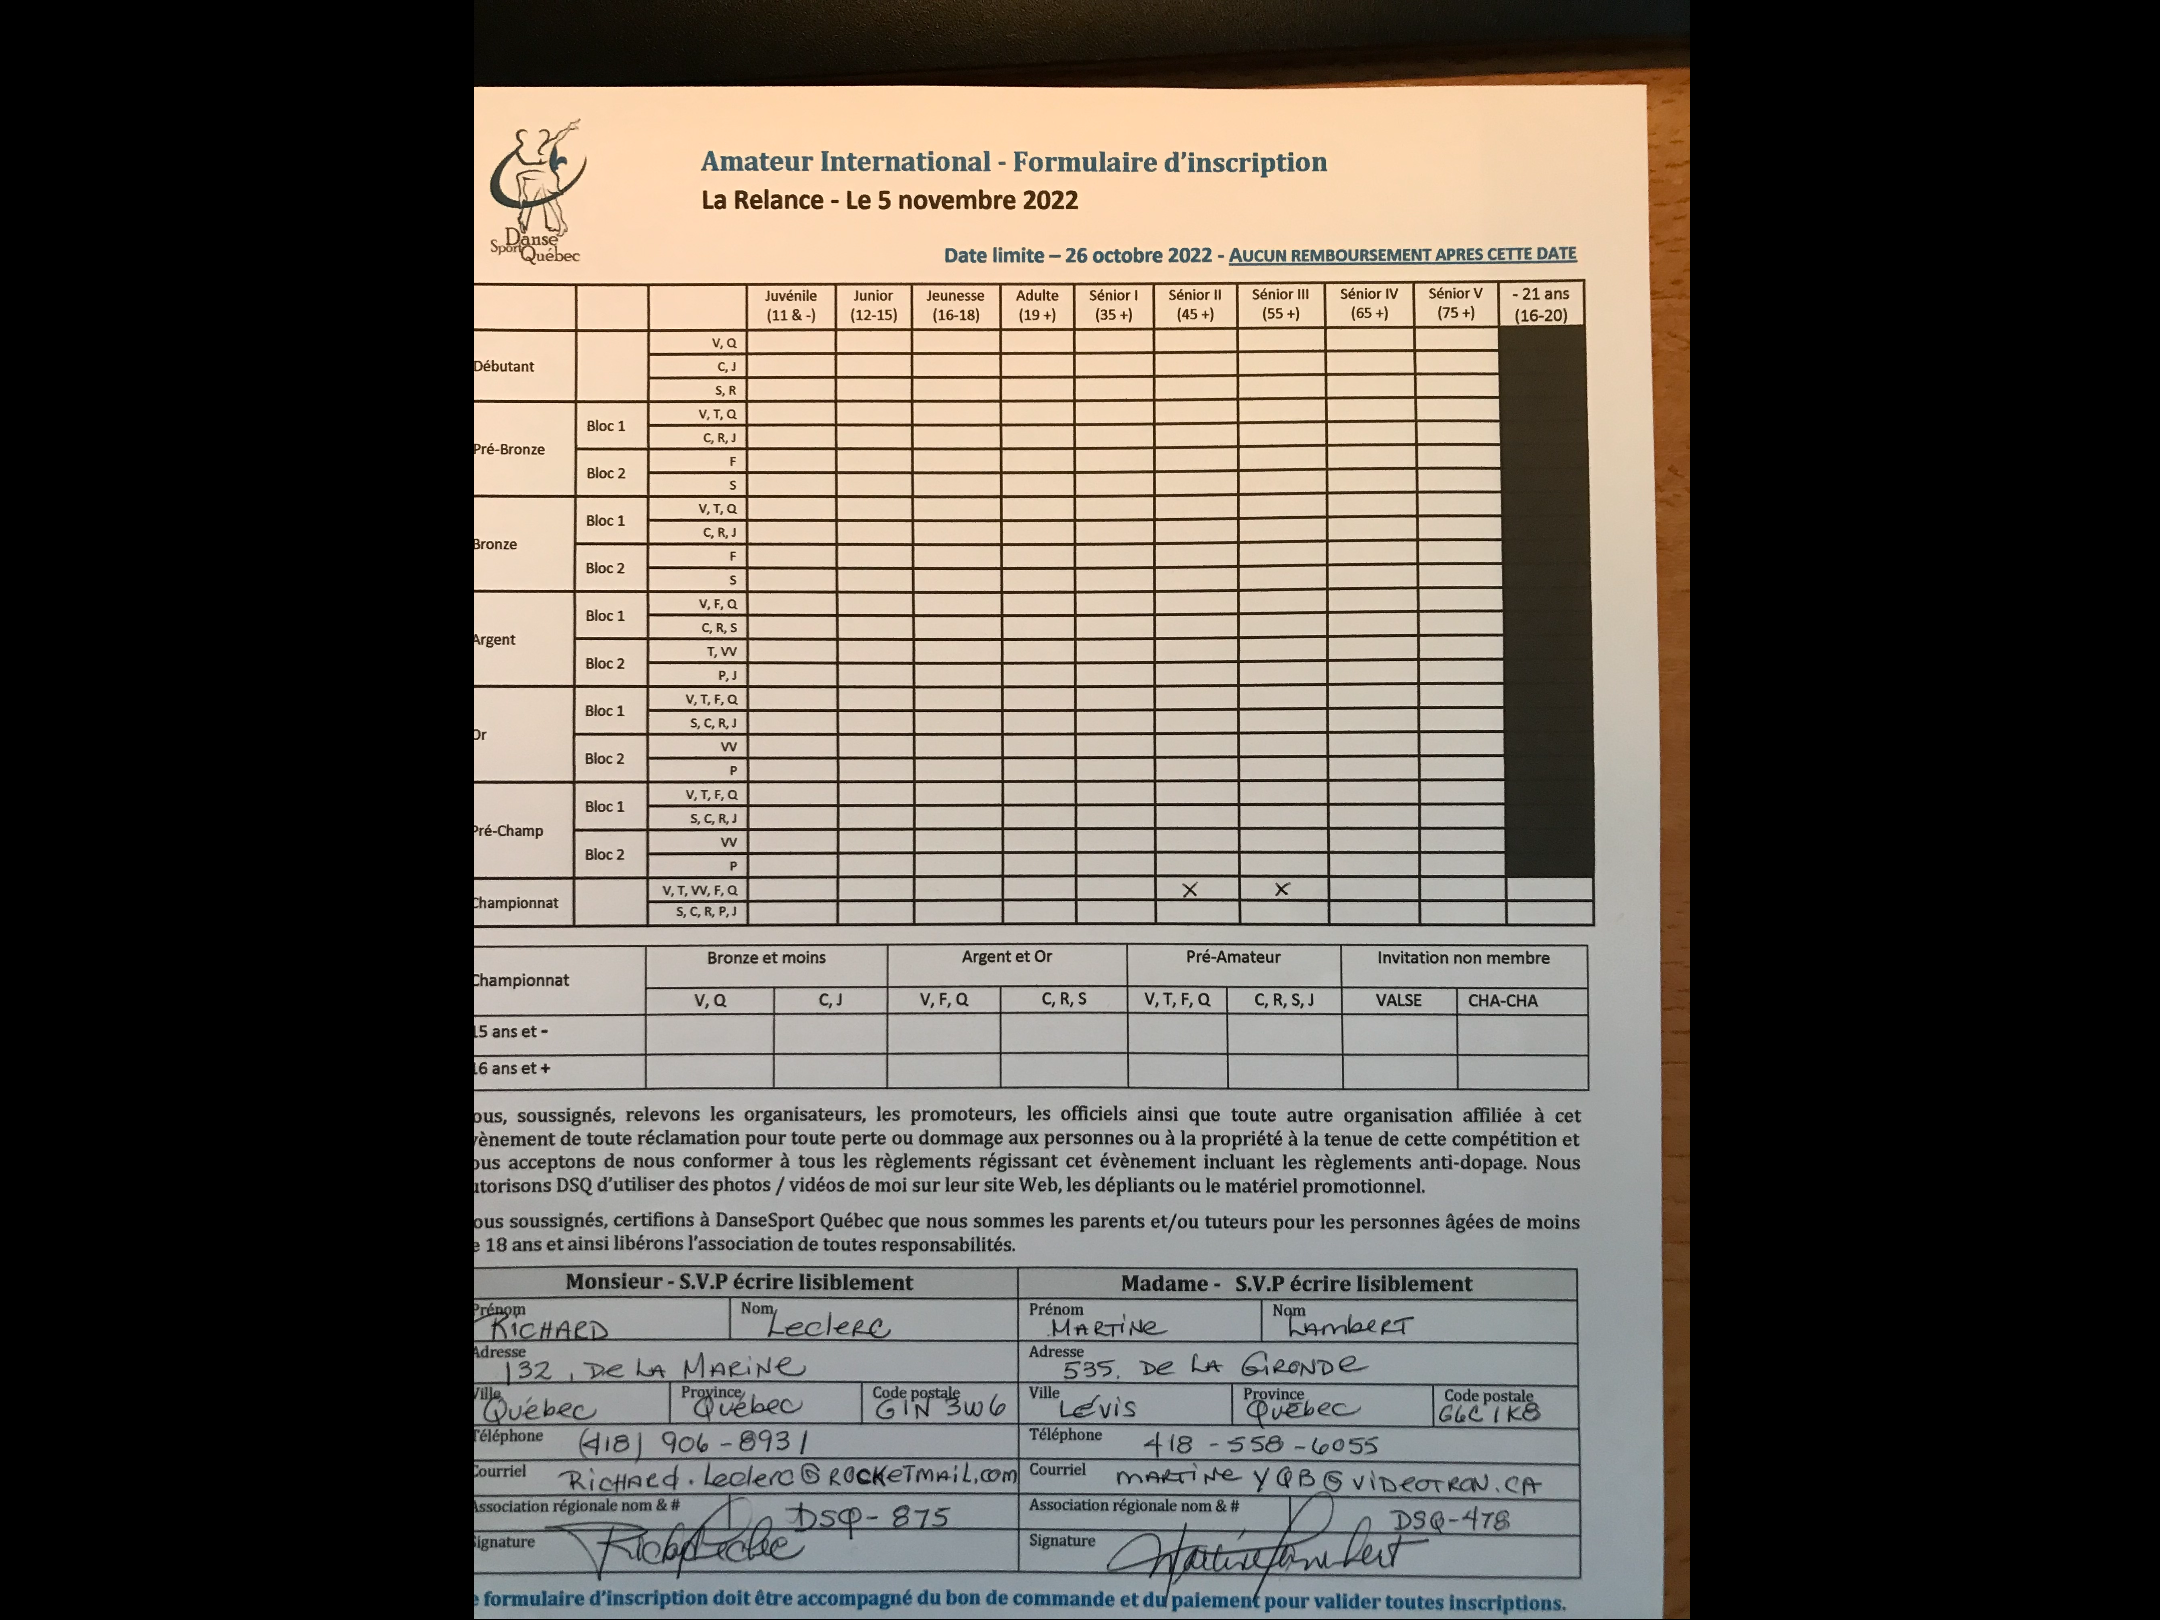 Danse
Sport Québec
Amateur International - Formulaire d'inscription
La Relance - Le 5 novembre 2022
Date limite – 26 octobre 2022 - AUCUN REMBOURSEMENT APRES CETTE DATE
Juvénile (11 & -) Junior (12-15) Jeunesse (16-18) Adulte (19 +) Sénior I (35 +) Sénior II (45 +) Sénior III (55 +) Sénior IV (65 +) Sénior V (75 +) - 21 ans (16-20)
Débutant V, Q
C, J
S, R
Pré-Bronze Bloc 1 V, T, Q
C, R, J
Bloc 2 F
S
Bronze Bloc 1 V, T, Q
C, R, J
Bloc 2 F
S
Argent Bloc 1 V, F, Q
C, R, S
Bloc 2 T, VV
P, J
Or Bloc 1 V, T, F, Q
S, C, R, J
Bloc 2 VV
P
Pré-Champ Bloc 1 V, T, F, Q
S, C, R, J
Bloc 2 VV
P
Championnat V, T, VV, F, Q X X
S, C, R, P, J
Championnat Bronze et moins Argent et Or Pré-Amateur Invitation non membre
V, Q C, J V, F, Q C, R, S V, T, F, Q C, R, S, J VALSE CHA-CHA
15 ans et -
16 ans et +
ous, soussignés, relevons les organisateurs, les promoteurs, les officiels ainsi que toute autre organisation affiliée à cet
vènement de toute réclamation pour toute perte ou dommage aux personnes ou à la propriété à la tenue de cette compétition et
ous acceptons de nous conformer à tous les règlements régissant cet évènement incluant les règlements anti-dopage. Nous
utorisons DSQ d'utiliser des photos / vidéos de moi sur leur site Web, les dépliants ou le matériel promotionnel.
ous soussignés, certifions à DanseSport Québec que nous sommes les parents et/ou tuteurs pour les personnes âgées de moins
e 18 ans et ainsi libérons l'association de toutes responsabilités.
Monsieur - S.V.P écrire lisiblement Madame - S.V.P écrire lisiblement
Prénom Nom Prénom Nom
RICHARD Leclerc MARTINE LAMBERT
Adresse Adresse
132, DE LA MARINE 535, DE LA GIRONDE
Ville Province Code postale Ville Province Code postale
Québec Québec G1N 3W6 LÉVIS Québec G6C 1K8
Téléphone (418) 906-8931 Téléphone 418-558-6055
Courriel RICHARD.Leclerc@ROCKETMAIL.com Courriel MARTINEYQB@VIDEOTRON.CA
Association régionale nom & # DSQ-875 Association régionale nom & # DSQ-478
Signature Signature Martine Lambert
e formulaire d'inscription doit être accompagné du bon de commande et du paiement pour valider toutes inscriptions.